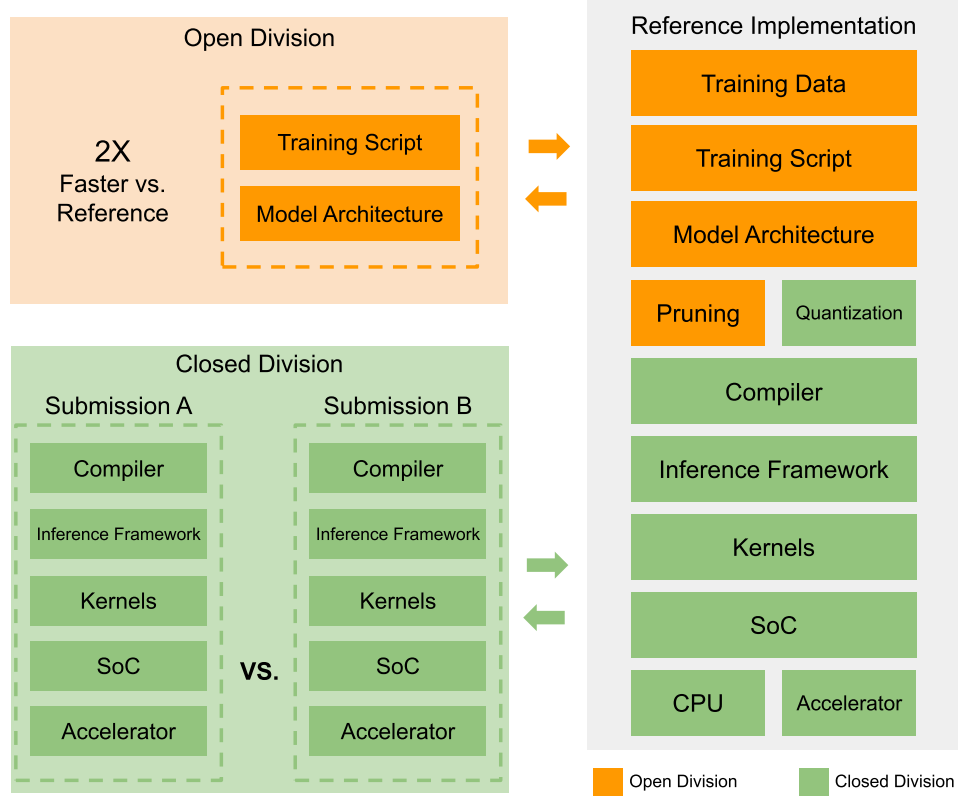 Open Division
2X
Faster vs.
Reference
Training Script
Model Architecture
Closed Division
Submission A
Compiler
Inference Framework
Kernels
SoC
Accelerator
VS.
Submission B
Compiler
Inference Framework
Kernels
SoC
Accelerator
Reference Implementation
Training Data
Training Script
Model Architecture
Pruning
Quantization
Compiler
Inference Framework
Kernels
SoC
CPU
Accelerator
Open Division
Closed Division